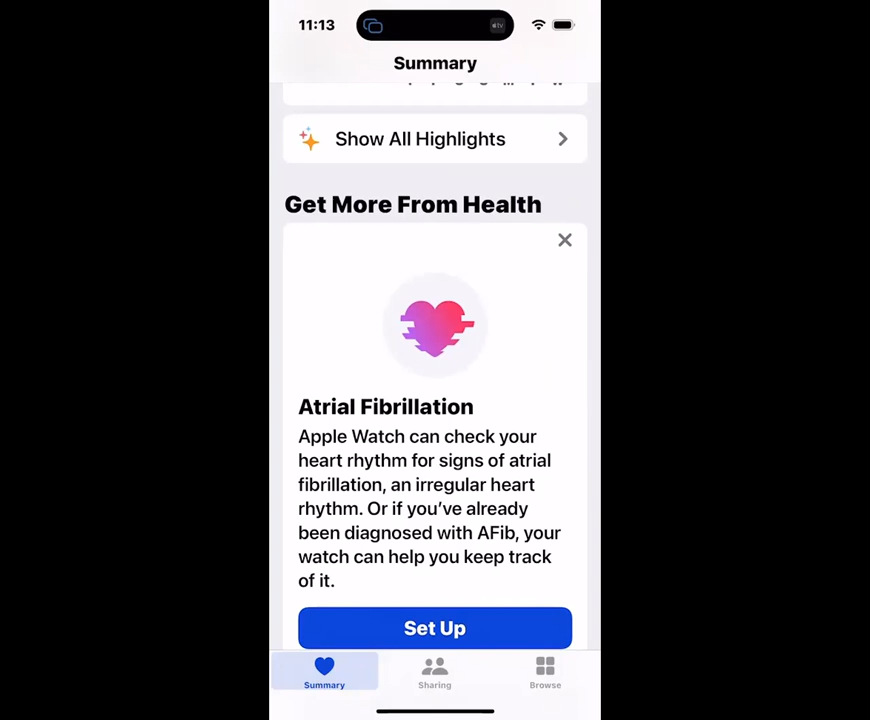 11:13
tv
Summary
Show All Highlights
Get More From Health
Atrial Fibrillation
Apple Watch can check your
heart rhythm for signs of atrial
fibrillation, an irregular heart
rhythm. Or if you’ve already
been diagnosed with AFib, your
watch can help you keep track
of it.
Set Up
Summary
Sharing
Browse